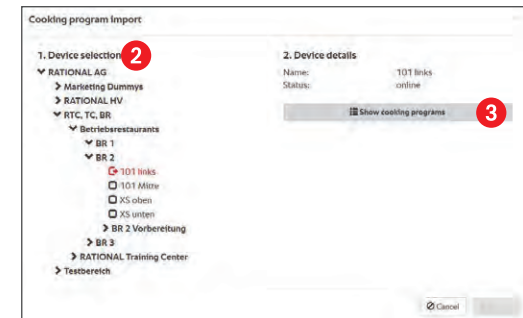 Cooking program import
1. Device selection 2
RATIONAL AG
Marketing Dummys
RATIONAL HV
RTC, TC, BR
Betriebsrestaurants
BR 1
BR 2
101 links
101 Mitte
XS oben
XS unten
BR 2 Vorbereitung
BR 3
RATIONAL Training Center
Testbereich
2. Device details
Name: 101 links
Status: online
Show cooking programs 3
Cancel